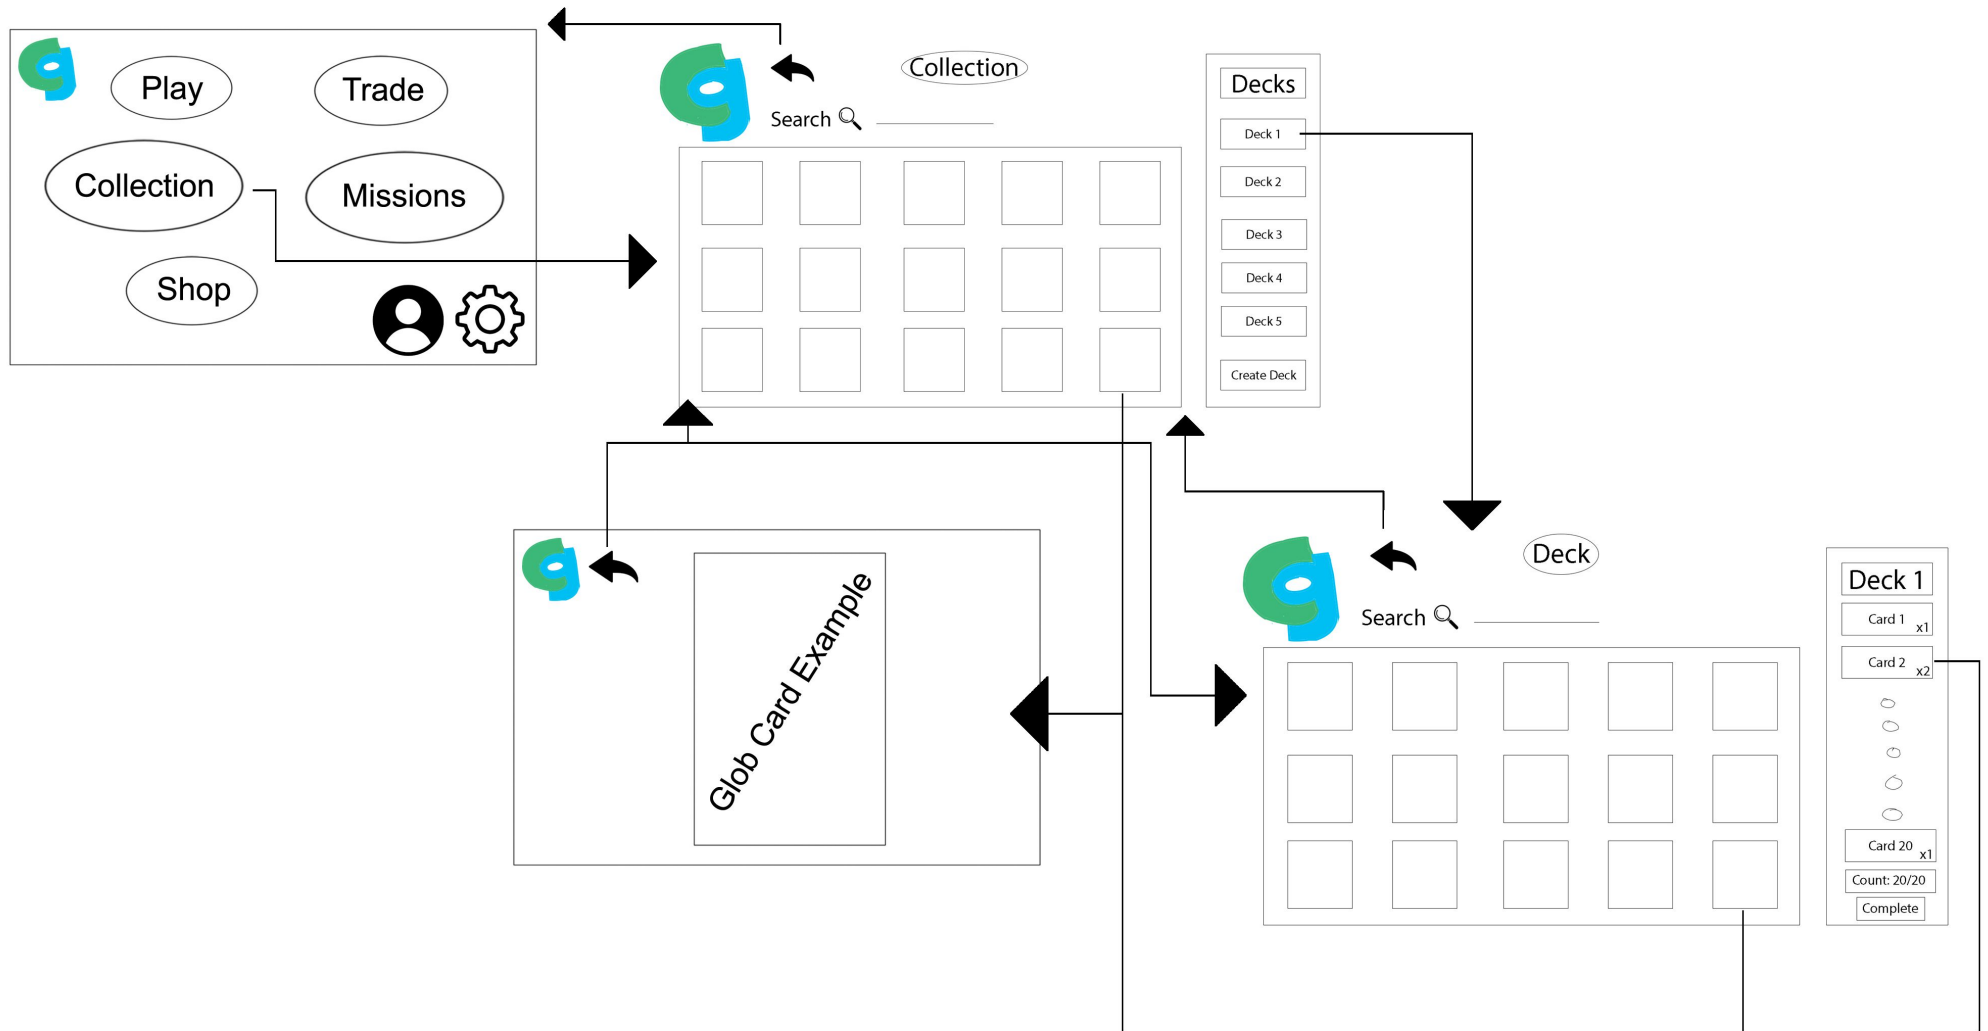 Play
Trade
Collection
Missions
Shop
Collection
Search
Decks
Deck 1
Deck 2
Deck 3
Deck 4
Deck 5
Create Deck
Glob Card Example
Deck
Search
Deck 1
Card 1
x1
Card 2
x2
Card 20
x1
Count: 20/20
Complete